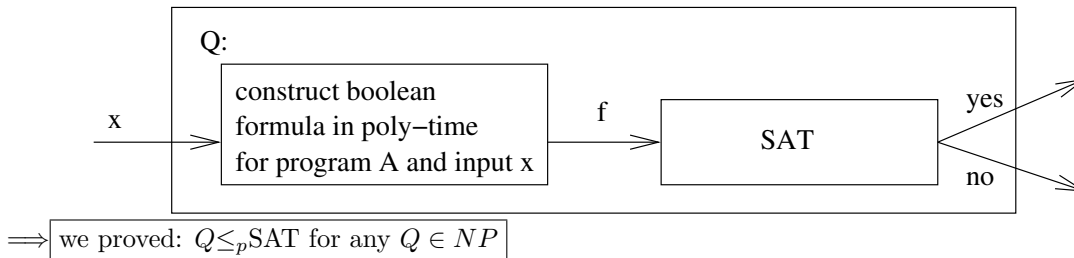 Q:
x
construct boolean
formula in poly−time
for program A and input x
f
SAT
yes
no
⟹ we proved: Q≤ₚSAT for any Q ∈ NP